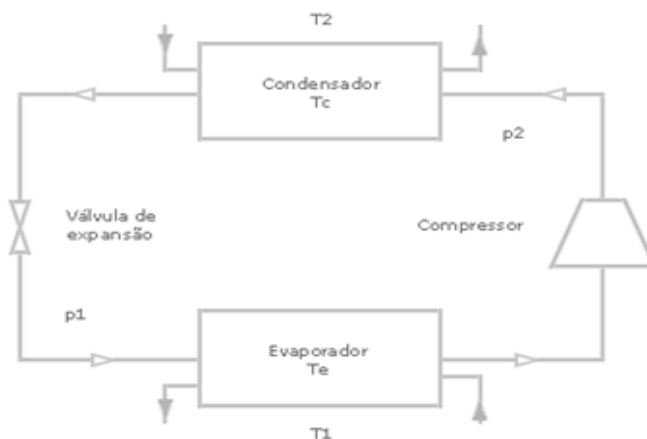 T2
Condensador
Tc
p2
Válvula de
expansão
Compressor
p1
Evaporador
Te
T1